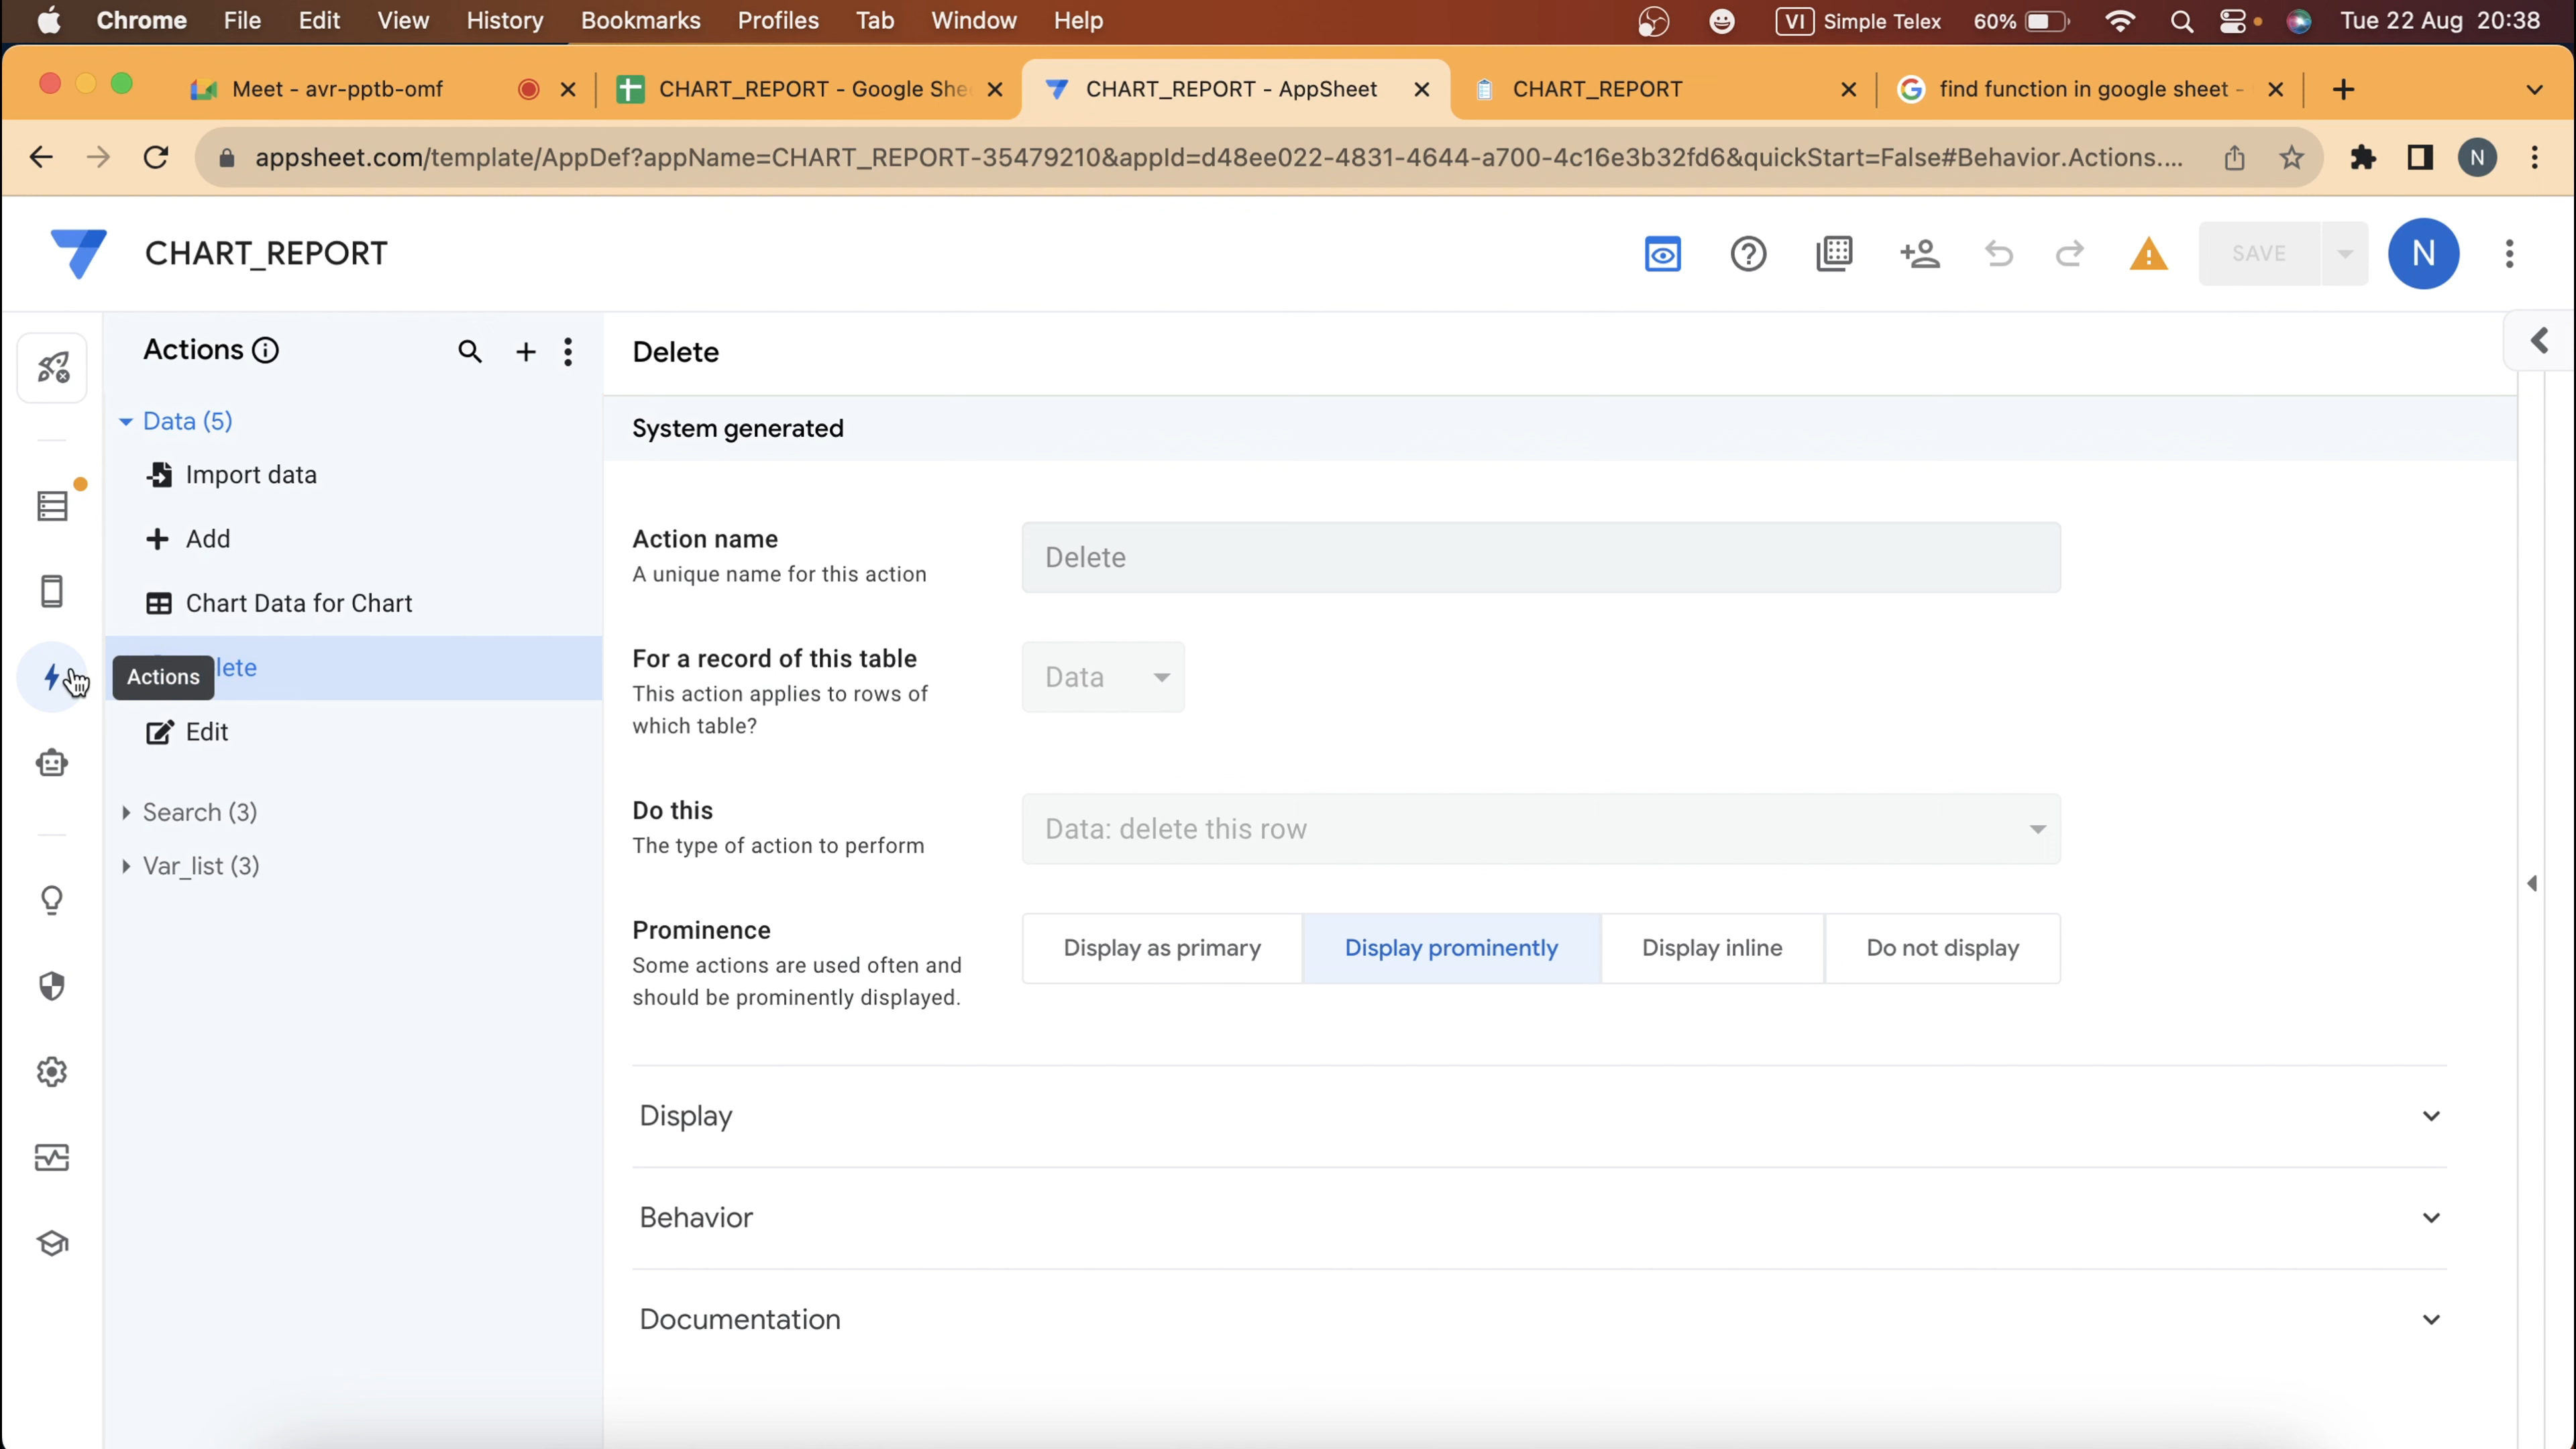 Chrome File Edit View History Bookmarks Profiles Tab Window Help VI Simple Telex 60% Tue 22 Aug 20:38
Meet - avr-pptb-omf CHART_REPORT - Google She CHART_REPORT - AppSheet CHART_REPORT find function in google sheet -
appsheet.com/template/AppDef?appName=CHART_REPORT-35479210&appId=d48ee022-4831-4644-a700-4c16e3b32fd6&quickStart=False#Behavior.Actions.... N
CHART_REPORT SAVE N
Actions
Data (5)
Import data
Add
Chart Data for Chart
Actions lete
Edit
Search (3)
Var_list (3)
Delete
System generated
Action name
A unique name for this action
Delete
For a record of this table
This action applies to rows of
which table?
Data
Do this
The type of action to perform
Data: delete this row
Prominence
Some actions are used often and
should be prominently displayed.
Display as primary Display prominently Display inline Do not display
Display
Behavior
Documentation